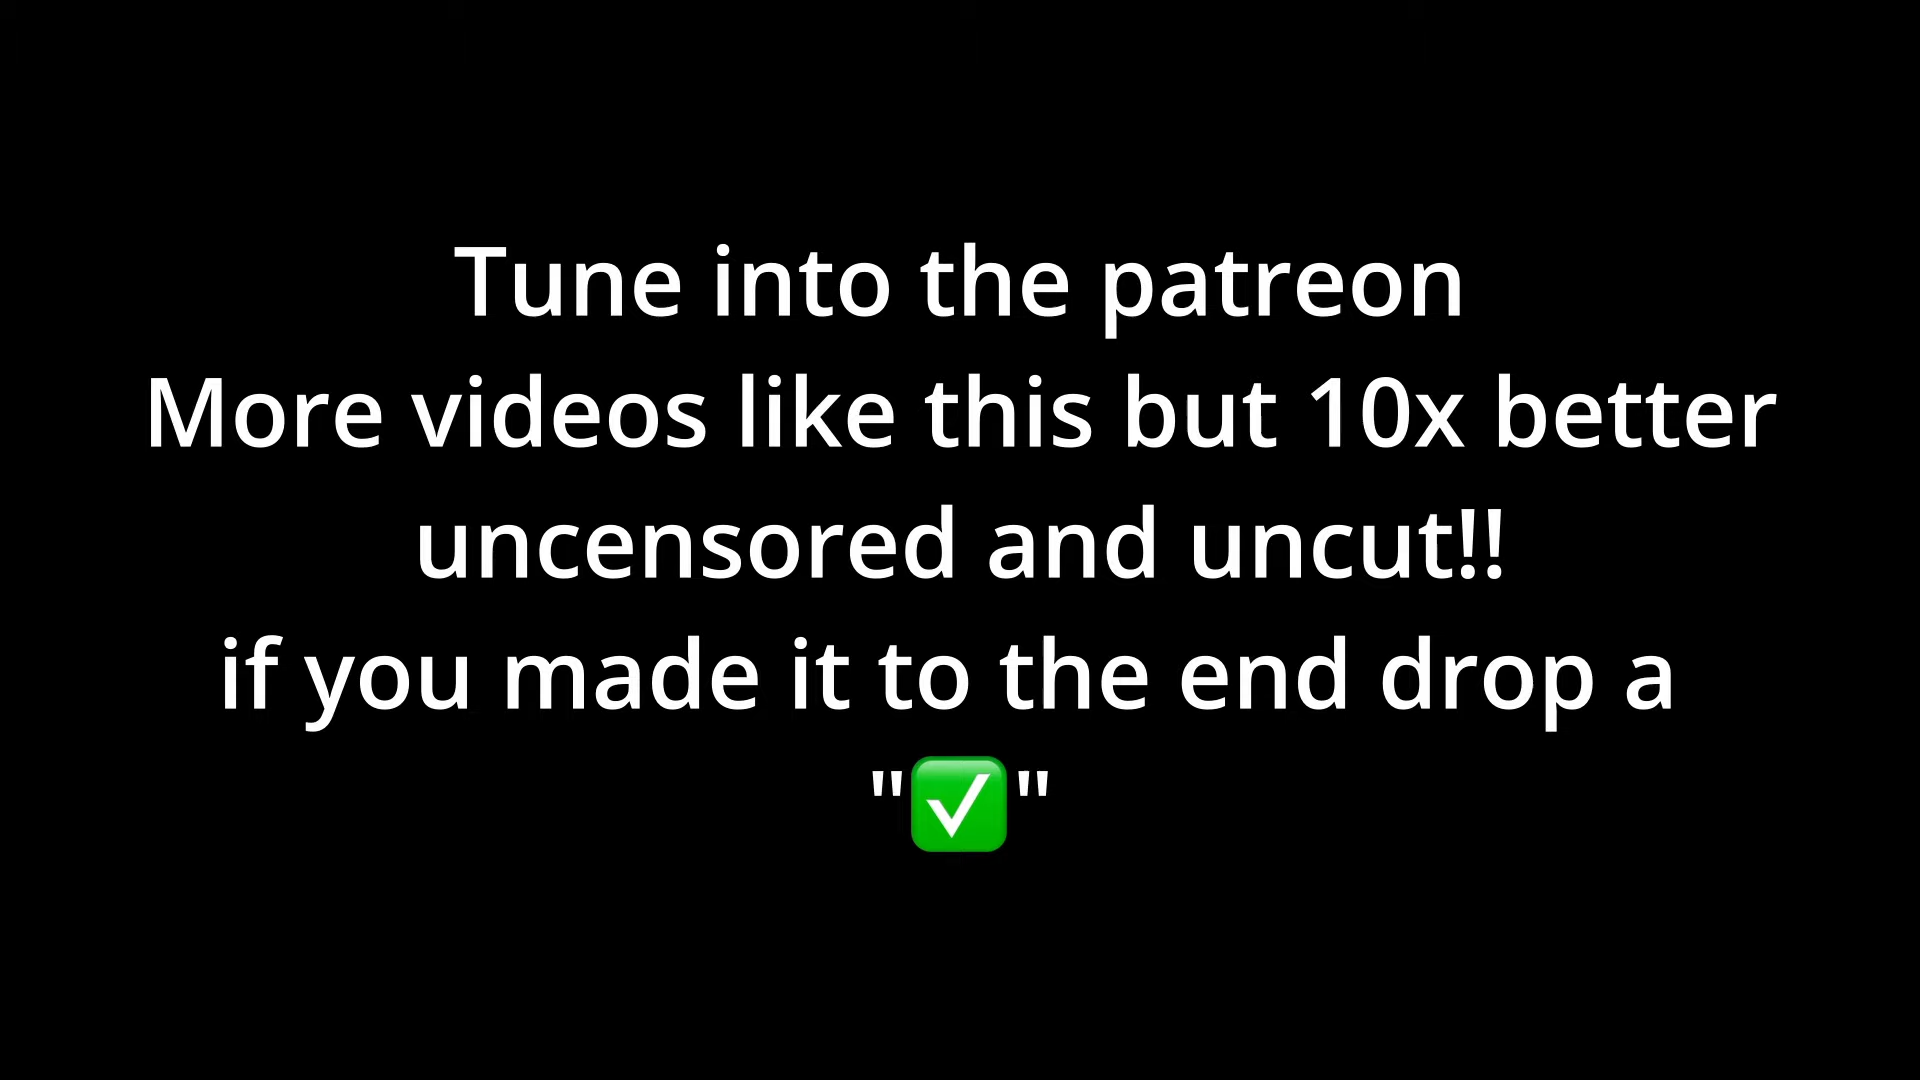 Tune into the patreon
More videos like this but 10x better
uncensored and uncut!!
if you made it to the end drop a
"✅"